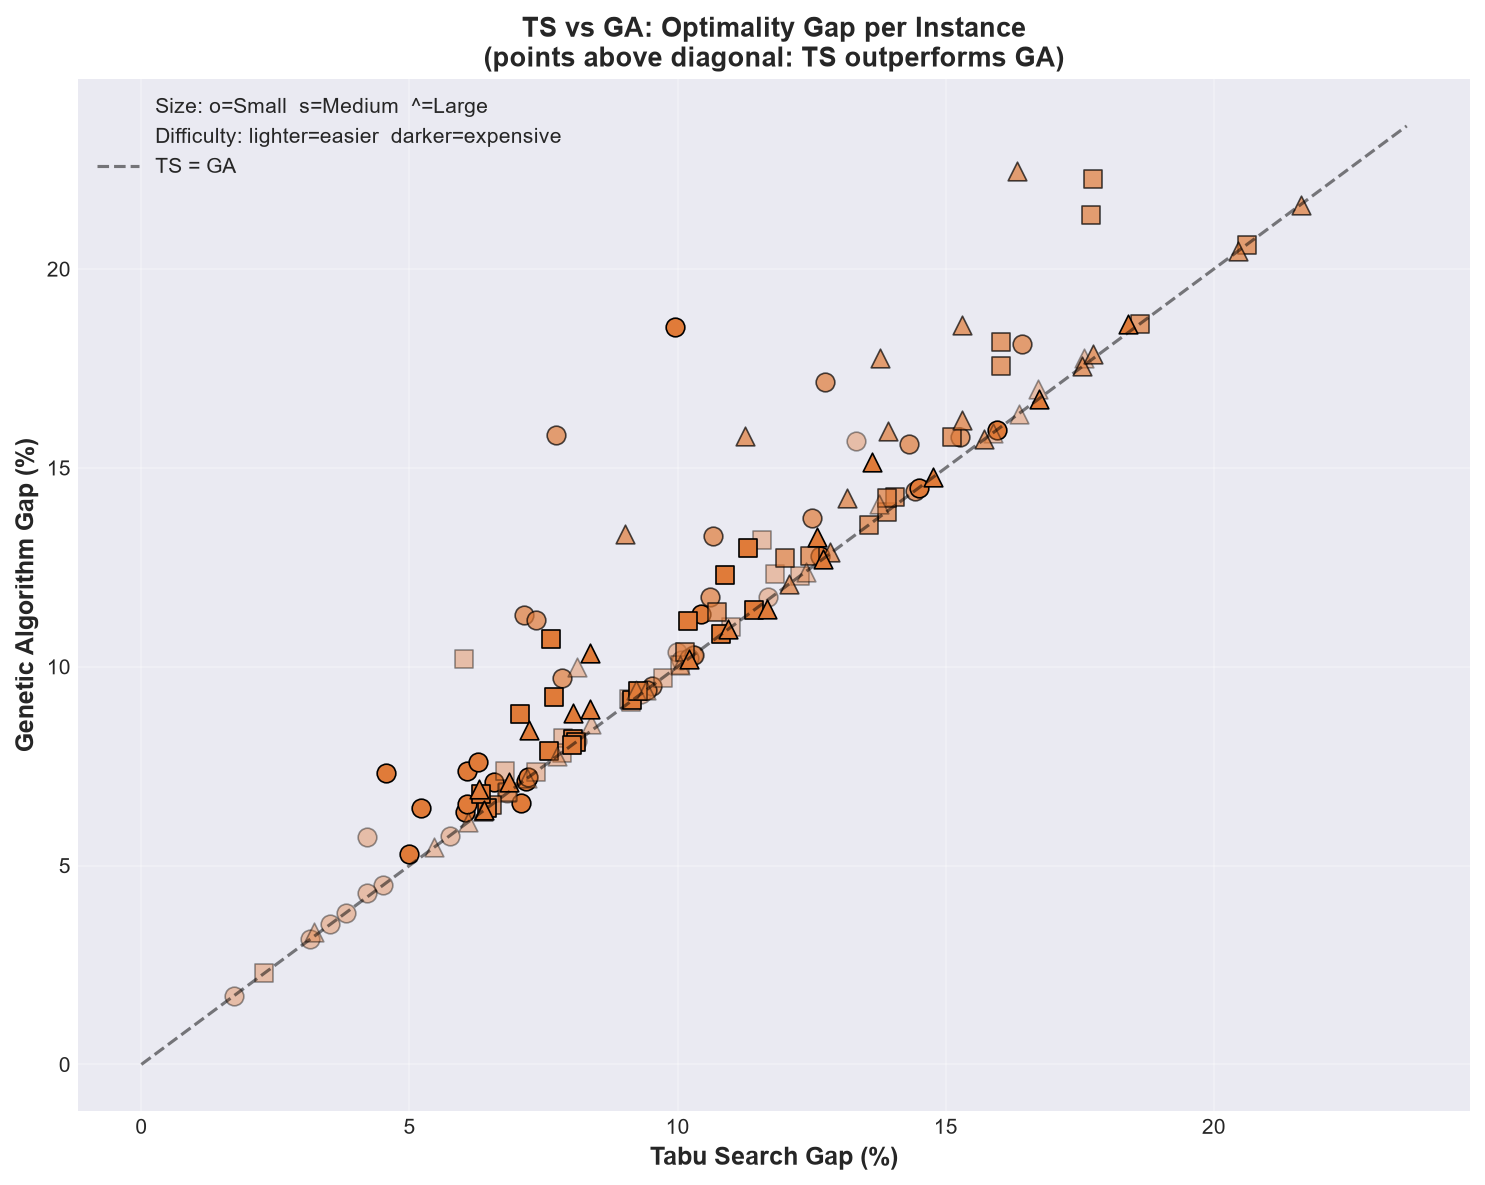 TS vs GA: Optimality Gap per Instance
(points above diagonal: TS outperforms GA)
Size: o=Small  s=Medium  ^=Large
Difficulty: lighter=easier  darker=expensive
TS = GA
Genetic Algorithm Gap (%)
20
15
10
5
0
0
5
10
15
20
Tabu Search Gap (%)